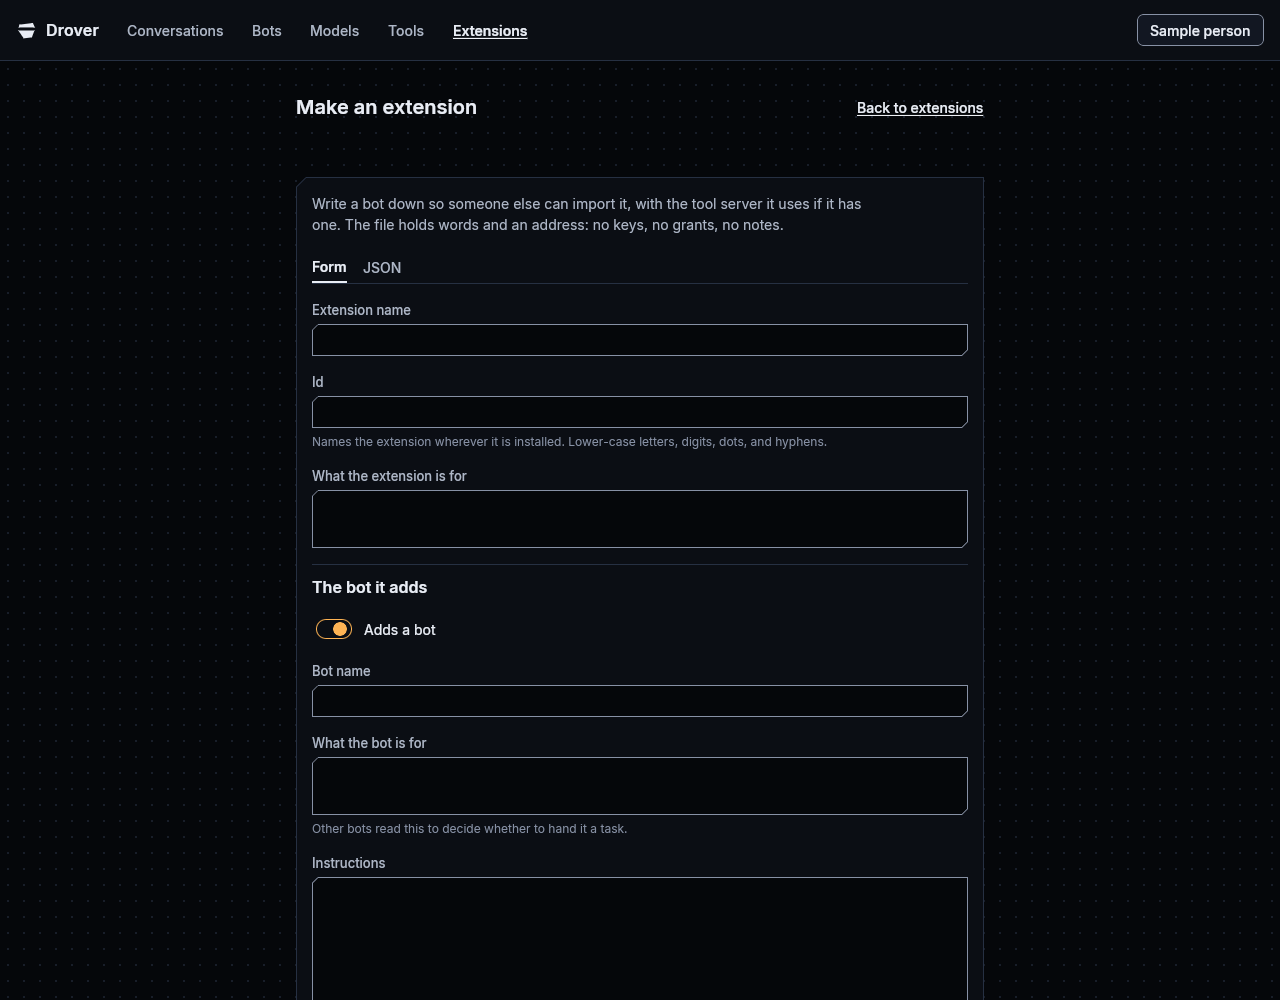 Drover
Conversations
Bots
Models
Tools
Extensions
Sample person
Make an extension
Back to extensions
Write a bot down so someone else can import it, with the tool server it uses if it has
one. The file holds words and an address: no keys, no grants, no notes.
Form
JSON
Extension name
Id
Names the extension wherever it is installed. Lower-case letters, digits, dots, and hyphens.
What the extension is for
The bot it adds
Adds a bot
Bot name
What the bot is for
Other bots read this to decide whether to hand it a task.
Instructions